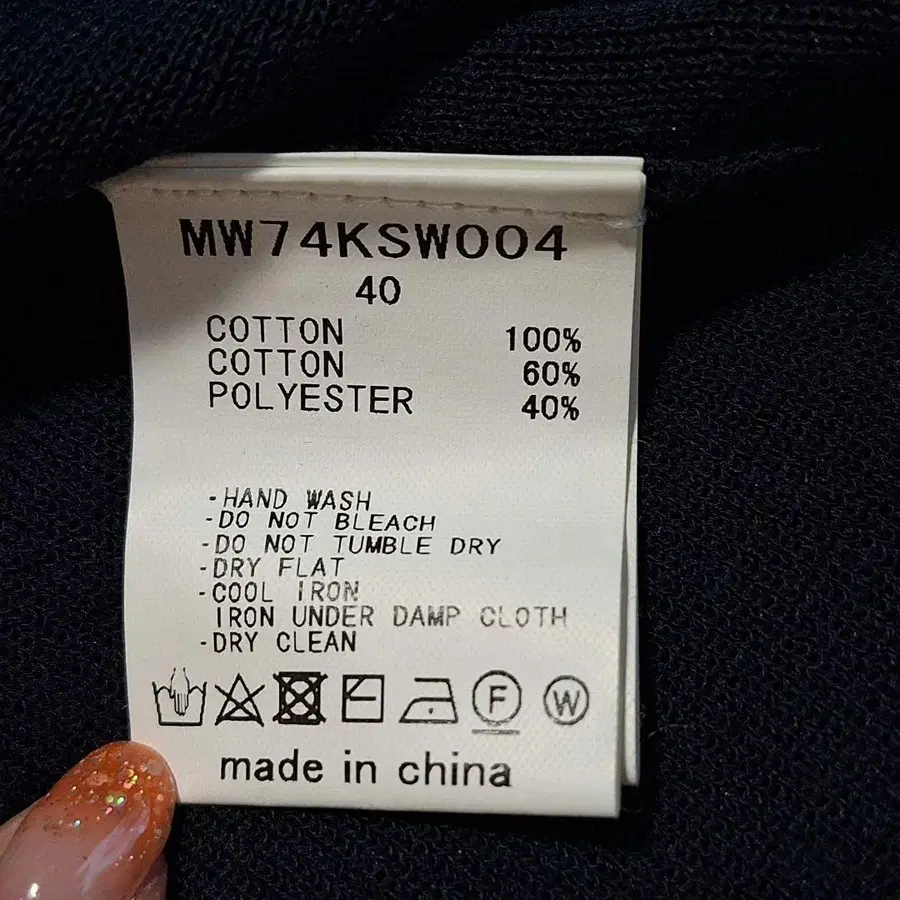 MW74KSW004
40
COTTON 100%
COTTON 60%
POLYESTER 40%
-HAND WASH
-DO NOT BLEACH
-DO NOT TUMBLE DRY
-DRY FLAT
-COOL IRON
IRON UNDER DAMP CLOTH
-DRY CLEAN
F W
made in china